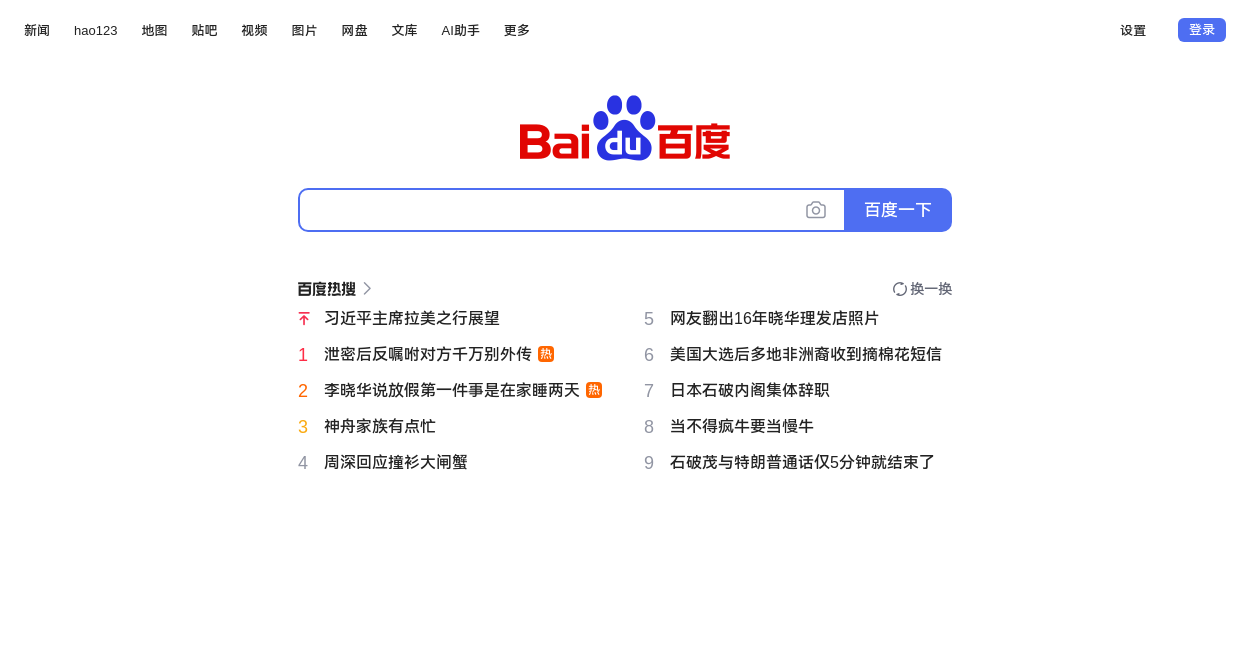 新闻 hao123 地图 贴吧 视频 图片 网盘 文库 AI助手 更多 设置 登录
Bai du 百度
百度一下
百度热搜 换一换
习近平主席拉美之行展望
1 泄密后反嘱咐对方千万别外传 热
2 李晓华说放假第一件事是在家睡两天 热
3 神舟家族有点忙
4 周深回应撞衫大闸蟹
5 网友翻出16年晓华理发店照片
6 美国大选后多地非洲裔收到摘棉花短信
7 日本石破内阁集体辞职
8 当不得疯牛要当慢牛
9 石破茂与特朗普通话仅5分钟就结束了